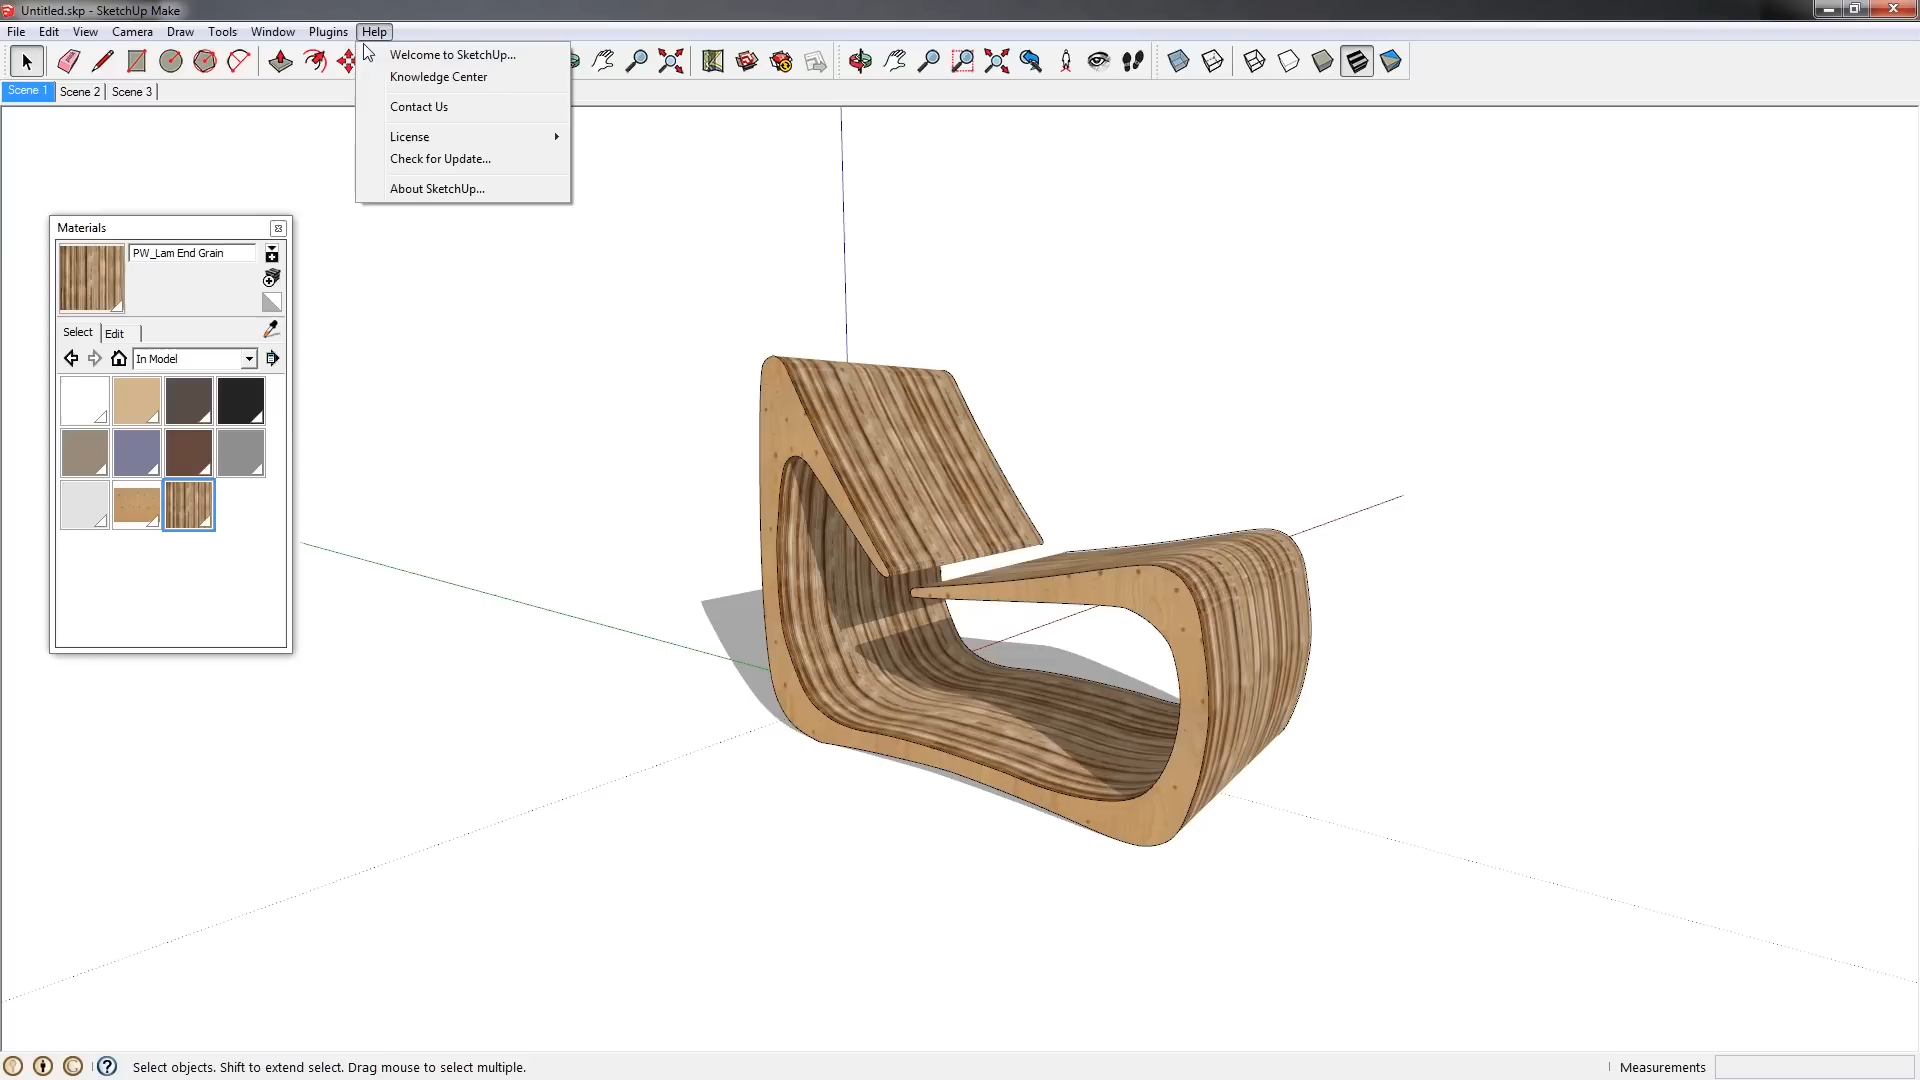 Untitled.skp - SketchUp Make
File Edit View Camera Draw Tools Window Plugins Help
Welcome to SketchUp...
Knowledge Center
Contact Us
License
Check for Update...
About SketchUp...
Scene 1 Scene 2 Scene 3
Materials
PW_Lam End Grain
Select Edit
In Model
Select objects. Shift to extend select. Drag mouse to select multiple.
Measurements